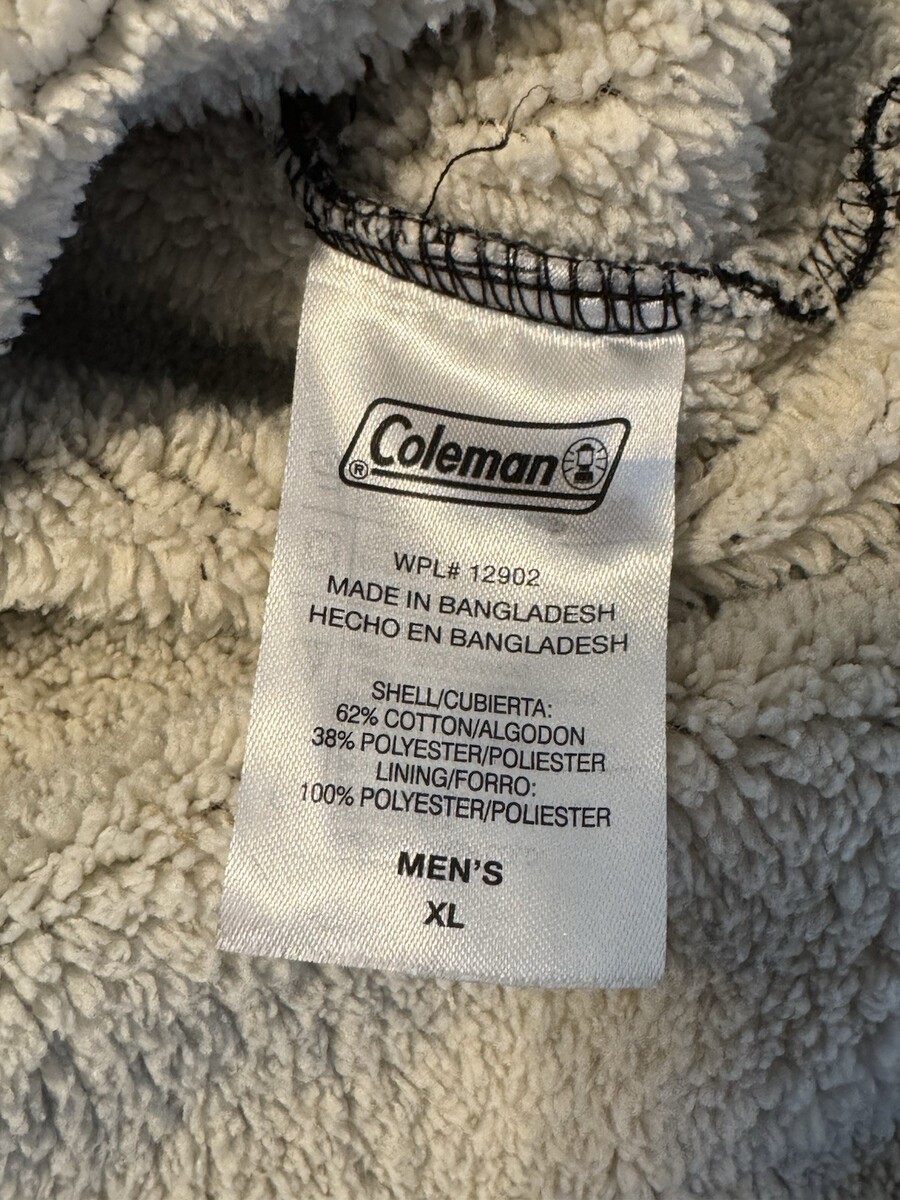 Coleman
®
WPL# 12902
MADE IN BANGLADESH
HECHO EN BANGLADESH
SHELL/CUBIERTA:
62% COTTON/ALGODON
38% POLYESTER/POLIESTER
LINING/FORRO:
100% POLYESTER/POLIESTER
MEN'S
XL